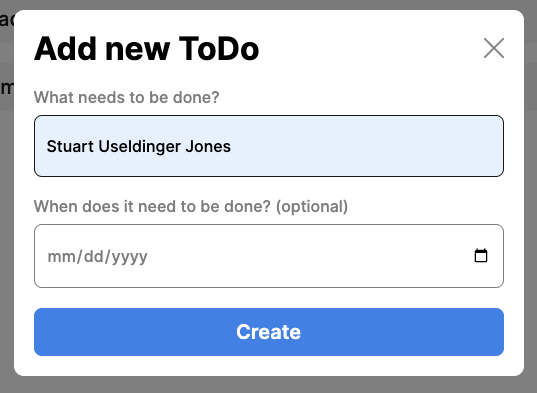 Add new ToDo
What needs to be done?
Stuart Useldinger Jones
When does it need to be done? (optional)
mm/dd/yyyy
Create